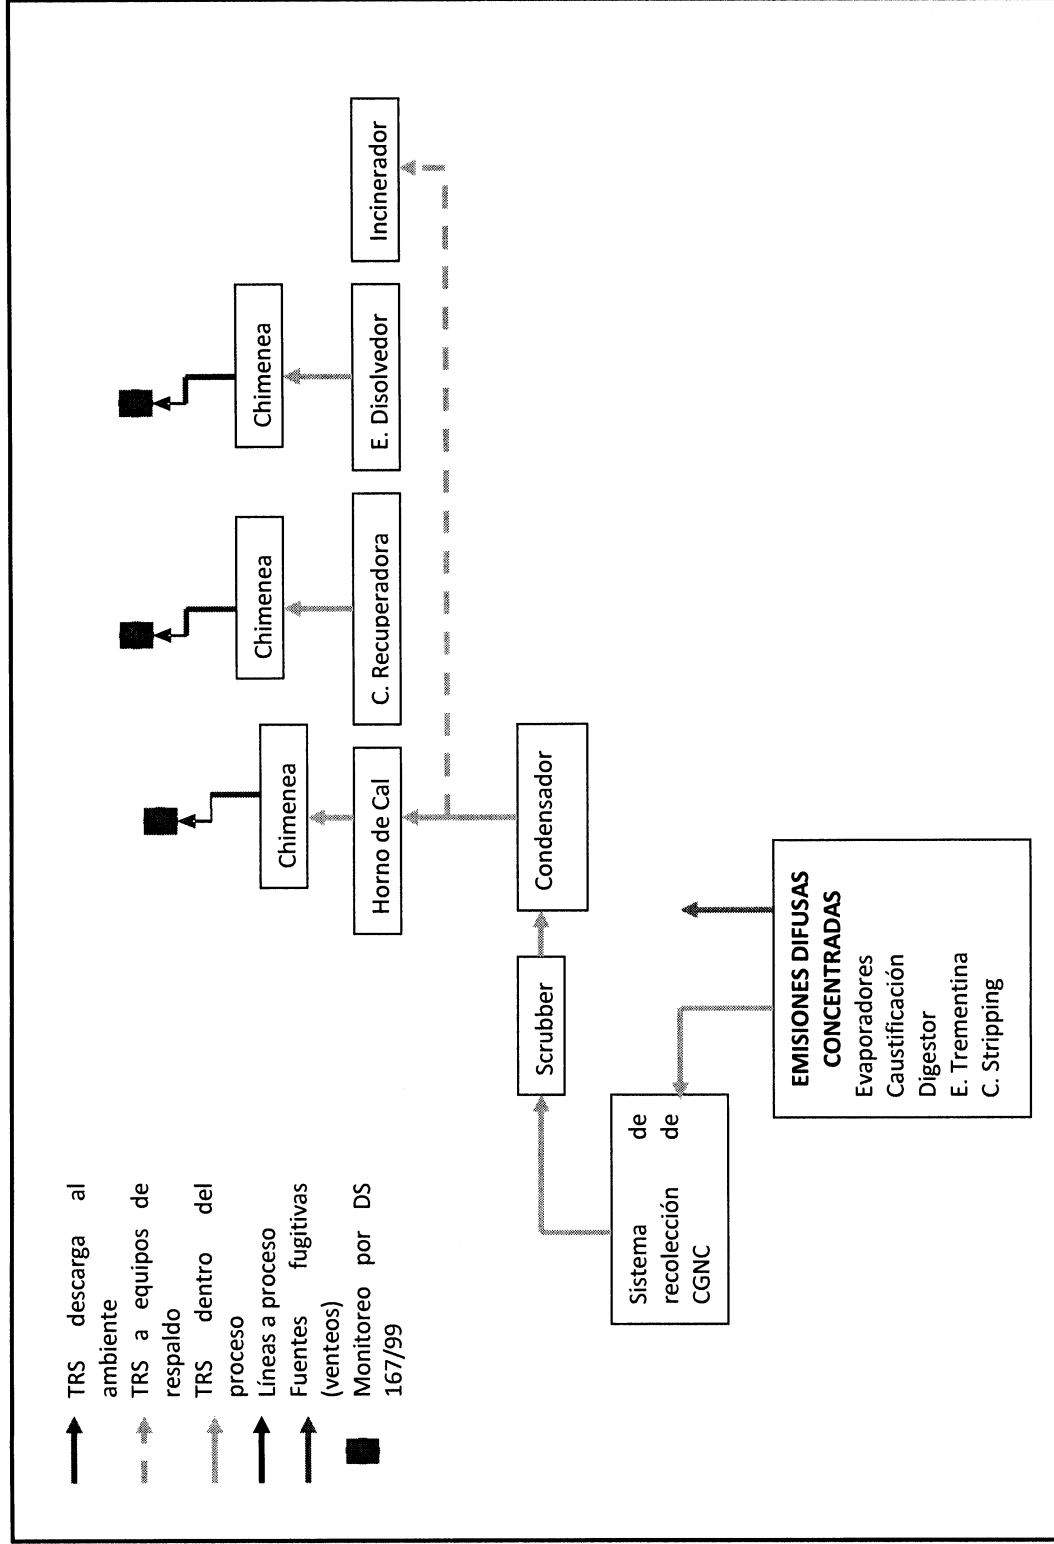 TRS descarga al
ambiente
TRS a equipos de
respaldo
TRS dentro del
proceso
Líneas a proceso
Fuentes fugitivas
(venteos)
Monitoreo por DS
167/99
Chimenea
Chimenea
Chimenea
Horno de Cal
C. Recuperadora
E. Disolvedor
Incinerador
Scrubber
Condensador
Sistema de
recolección de
CGNC
EMISIONES DIFUSAS
CONCENTRADAS
Evaporadores
Caustificación
Digestor
E. Trementina
C. Stripping